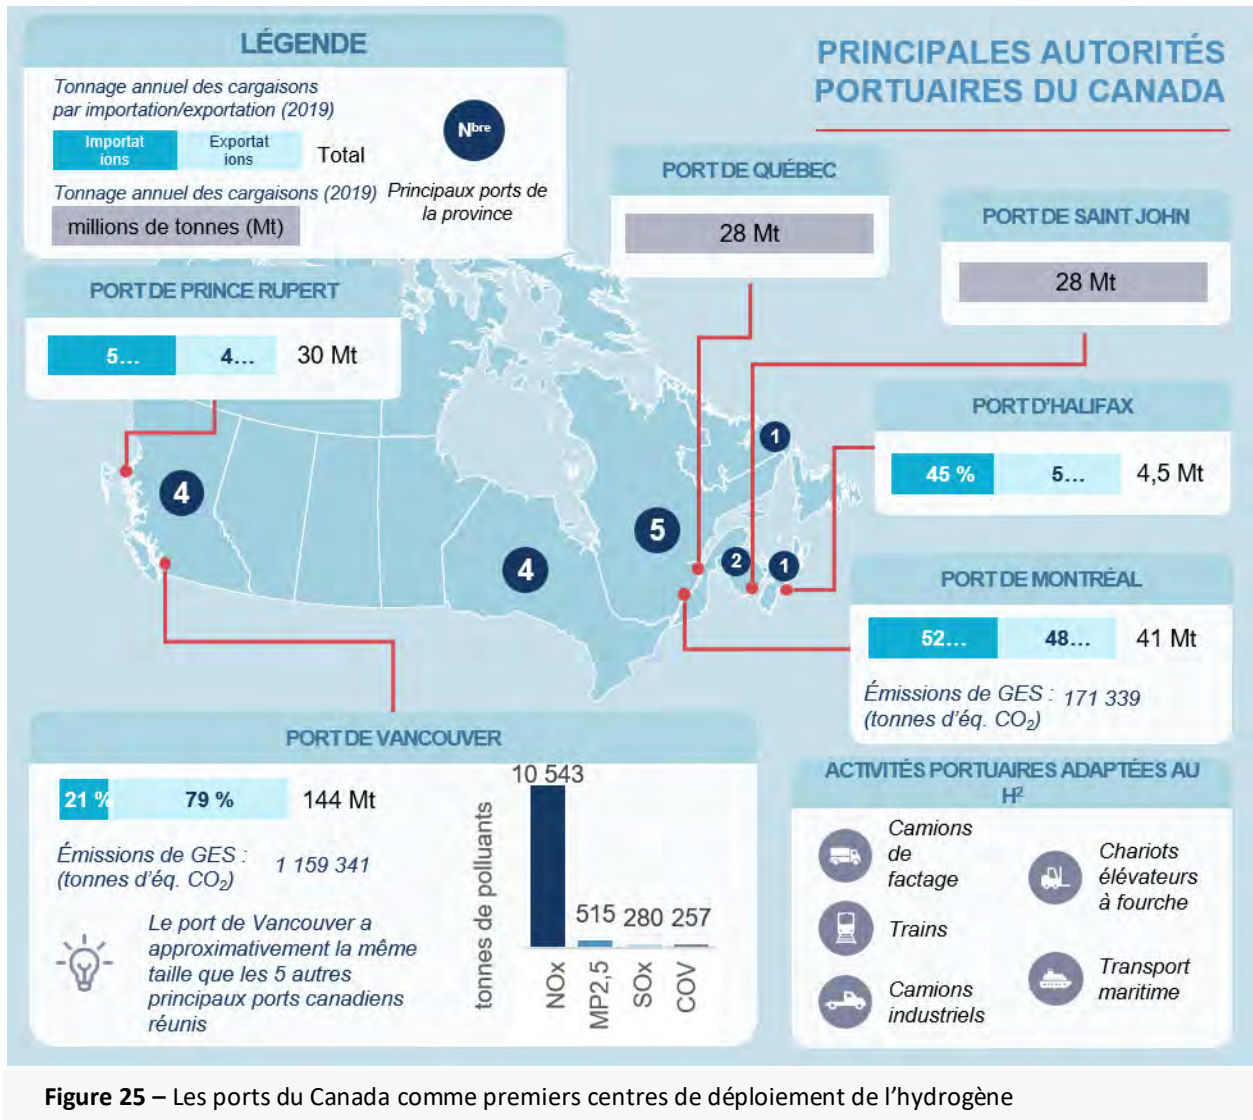 LÉGENDE
Tonnage annuel des cargaisons
par importation/exportation (2019)
Importat
ions
Exportat
ions
Total
Tonnage annuel des cargaisons (2019)
millions de tonnes (Mt)
Nbre
Principaux ports de
la province
PRINCIPALES AUTORITÉS
PORTUAIRES DU CANADA
PORT DE QUÉBEC
28 Mt
PORT DE SAINT JOHN
28 Mt
PORT DE PRINCE RUPERT
5...
4...
30 Mt
PORT D'HALIFAX
45 %
5...
4,5 Mt
4
4
5
1
2
1
PORT DE MONTRÉAL
52...
48...
41 Mt
Émissions de GES :
(tonnes d'éq. CO2)
171 339
PORT DE VANCOUVER
21 %
79 %
144 Mt
Émissions de GES :
(tonnes d'éq. CO2)
1 159 341
Le port de Vancouver a
approximativement la même
taille que les 5 autres
principaux ports canadiens
réunis
tonnes de polluants
10 543
515
280
257
NOx
MP2,5
SOx
COV
ACTIVITÉS PORTUAIRES ADAPTÉES AU
H²
Camions
de
factage
Trains
Camions
industriels
Chariots
élévateurs
à fourche
Transport
maritime
Figure 25 – Les ports du Canada comme premiers centres de déploiement de l'hydrogène